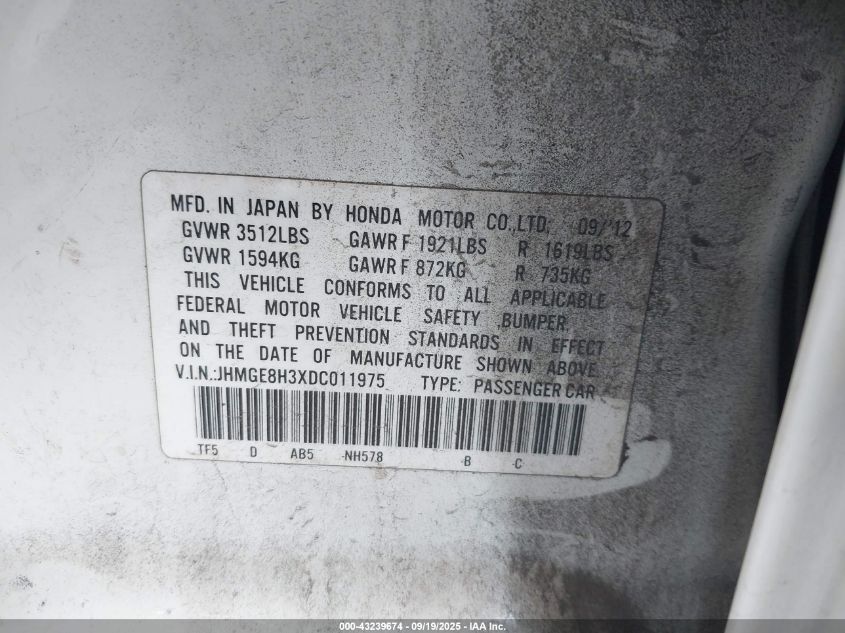 MFD. IN JAPAN BY HONDA MOTOR CO.,LTD. 09/'12
GVWR 3512LBS GAWR F 1921LBS R 1619LBS
GVWR 1594KG GAWR F 872KG R 735KG
THIS VEHICLE CONFORMS TO ALL APPLICABLE
FEDERAL MOTOR VEHICLE SAFETY BUMPER
AND THEFT PREVENTION STANDARDS IN EFFECT
ON THE DATE OF MANUFACTURE SHOWN ABOVE
V.I.N.:JHMGE8H3XDC011975 TYPE: PASSENGER CAR
TF5 D AB5 NH578 B C
000-43239674 - 09/19/2025 - IAA Inc.